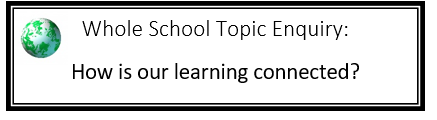 Whole School Topic Enquiry:
How is our learning connected?